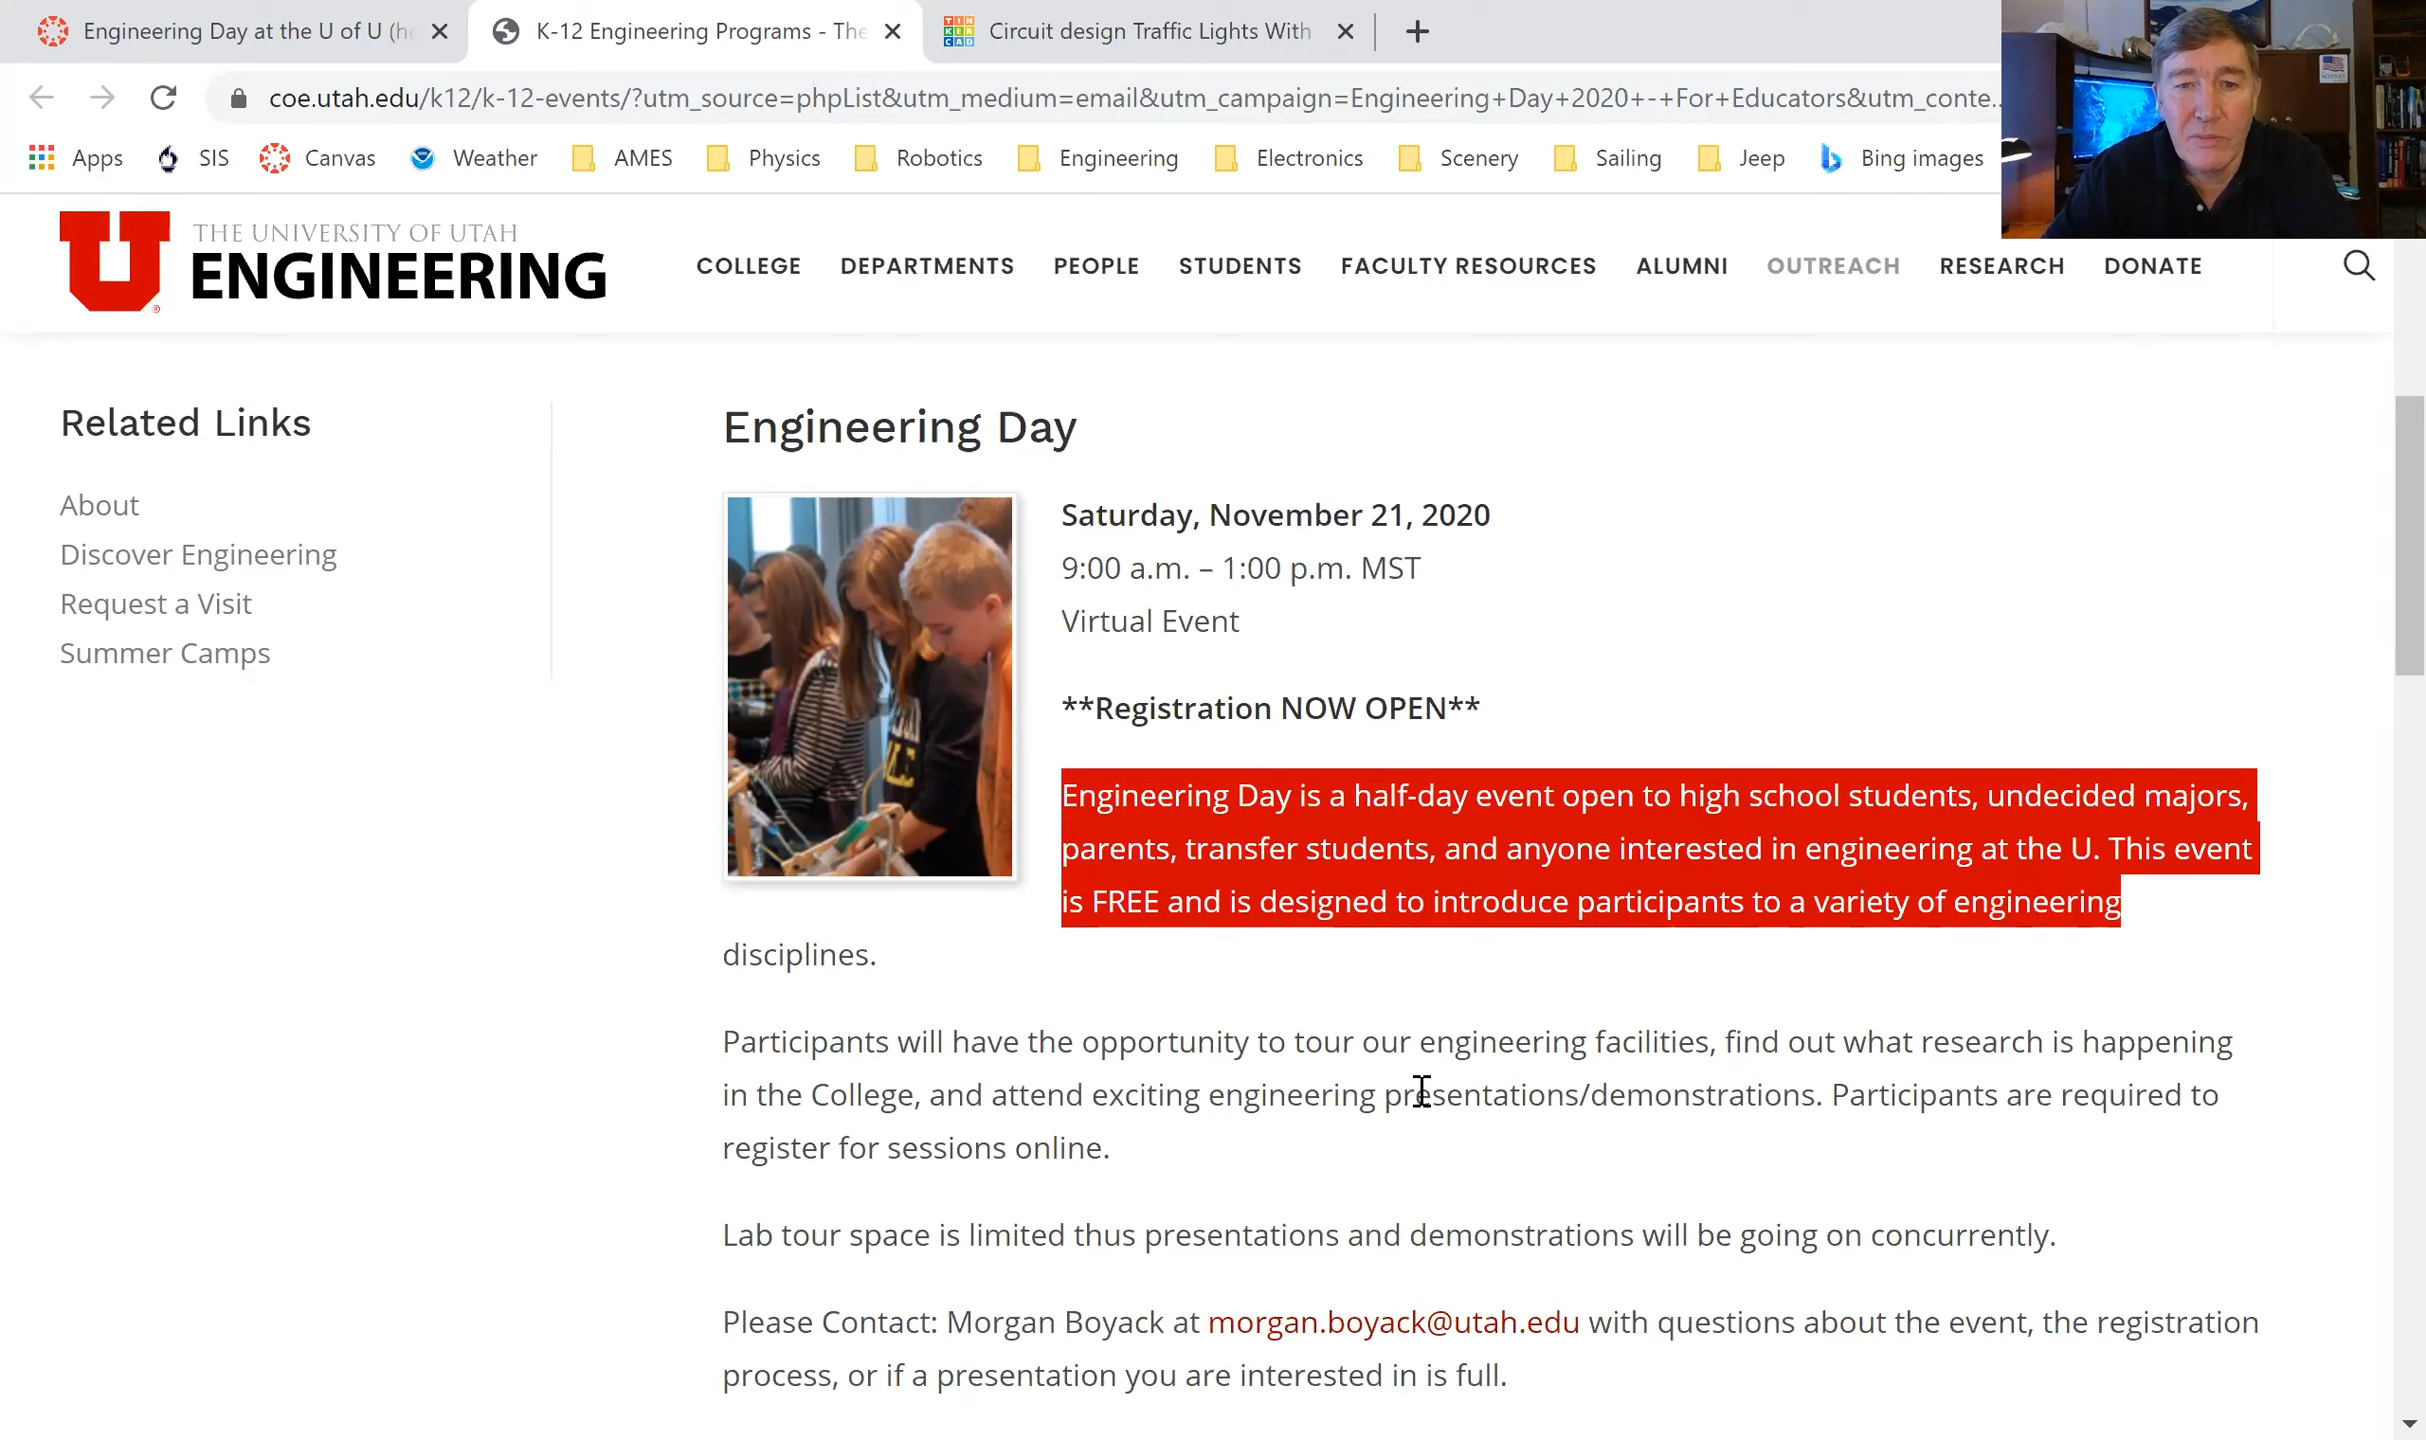 Engineering Day at the U of U (he
K-12 Engineering Programs - The
Circuit design Traffic Lights With
coe.utah.edu/k12/k-12-events/?utm_source=phpList&utm_medium=email&utm_campaign=Engineering+Day+2020+-+For+Educators&utm_conte...
Apps SIS Canvas Weather AMES Physics Robotics Engineering Electronics Scenery Sailing Jeep Bing images
THE UNIVERSITY OF UTAH
ENGINEERING
COLLEGE DEPARTMENTS PEOPLE STUDENTS FACULTY RESOURCES ALUMNI OUTREACH RESEARCH DONATE
Related Links
About
Discover Engineering
Request a Visit
Summer Camps
Engineering Day
Saturday, November 21, 2020
9:00 a.m. – 1:00 p.m. MST
Virtual Event
**Registration NOW OPEN**
Engineering Day is a half-day event open to high school students, undecided majors,
parents, transfer students, and anyone interested in engineering at the U. This event
is FREE and is designed to introduce participants to a variety of engineering
disciplines.
Participants will have the opportunity to tour our engineering facilities, find out what research is happening
in the College, and attend exciting engineering presentations/demonstrations. Participants are required to
register for sessions online.
Lab tour space is limited thus presentations and demonstrations will be going on concurrently.
Please Contact: Morgan Boyack at morgan.boyack@utah.edu with questions about the event, the registration
process, or if a presentation you are interested in is full.